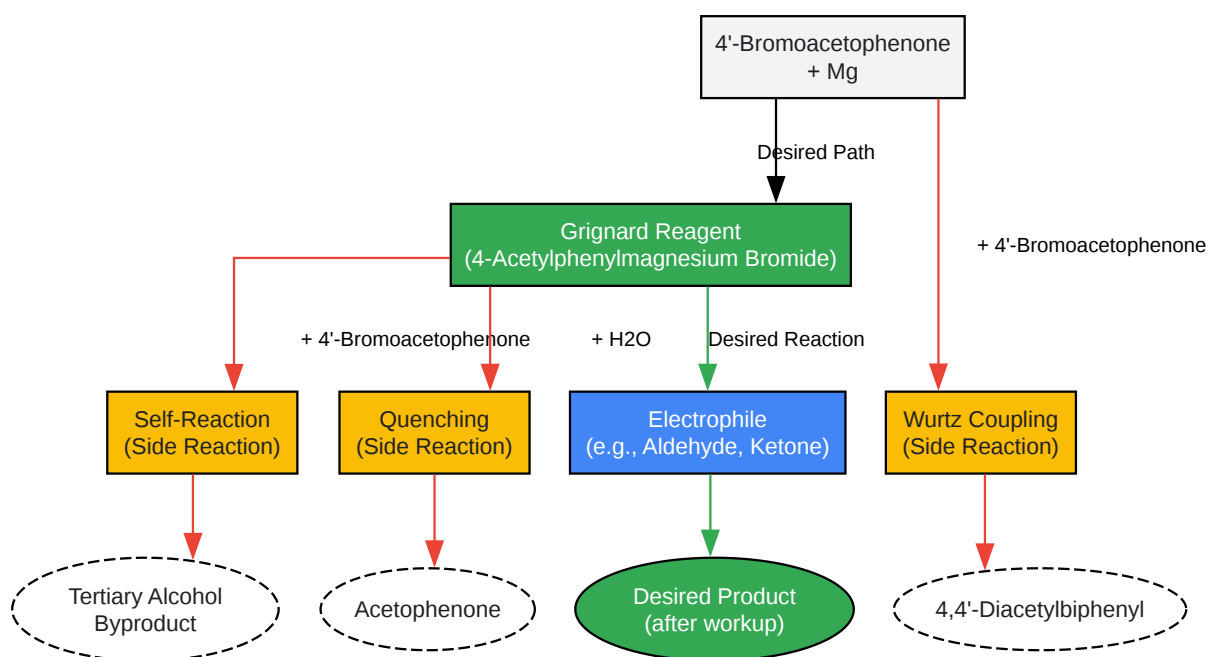 4'-Bromoacetophenone
+ Mg
Desired Path
Grignard Reagent
(4-Acetylphenylmagnesium Bromide)
+ 4'-Bromoacetophenone
+ 4'-Bromoacetophenone
+ H2O
Desired Reaction
Self-Reaction
(Side Reaction)
Quenching
(Side Reaction)
Electrophile
(e.g., Aldehyde, Ketone)
Wurtz Coupling
(Side Reaction)
Tertiary Alcohol
Byproduct
Acetophenone
Desired Product
(after workup)
4,4'-Diacetylbiphenyl